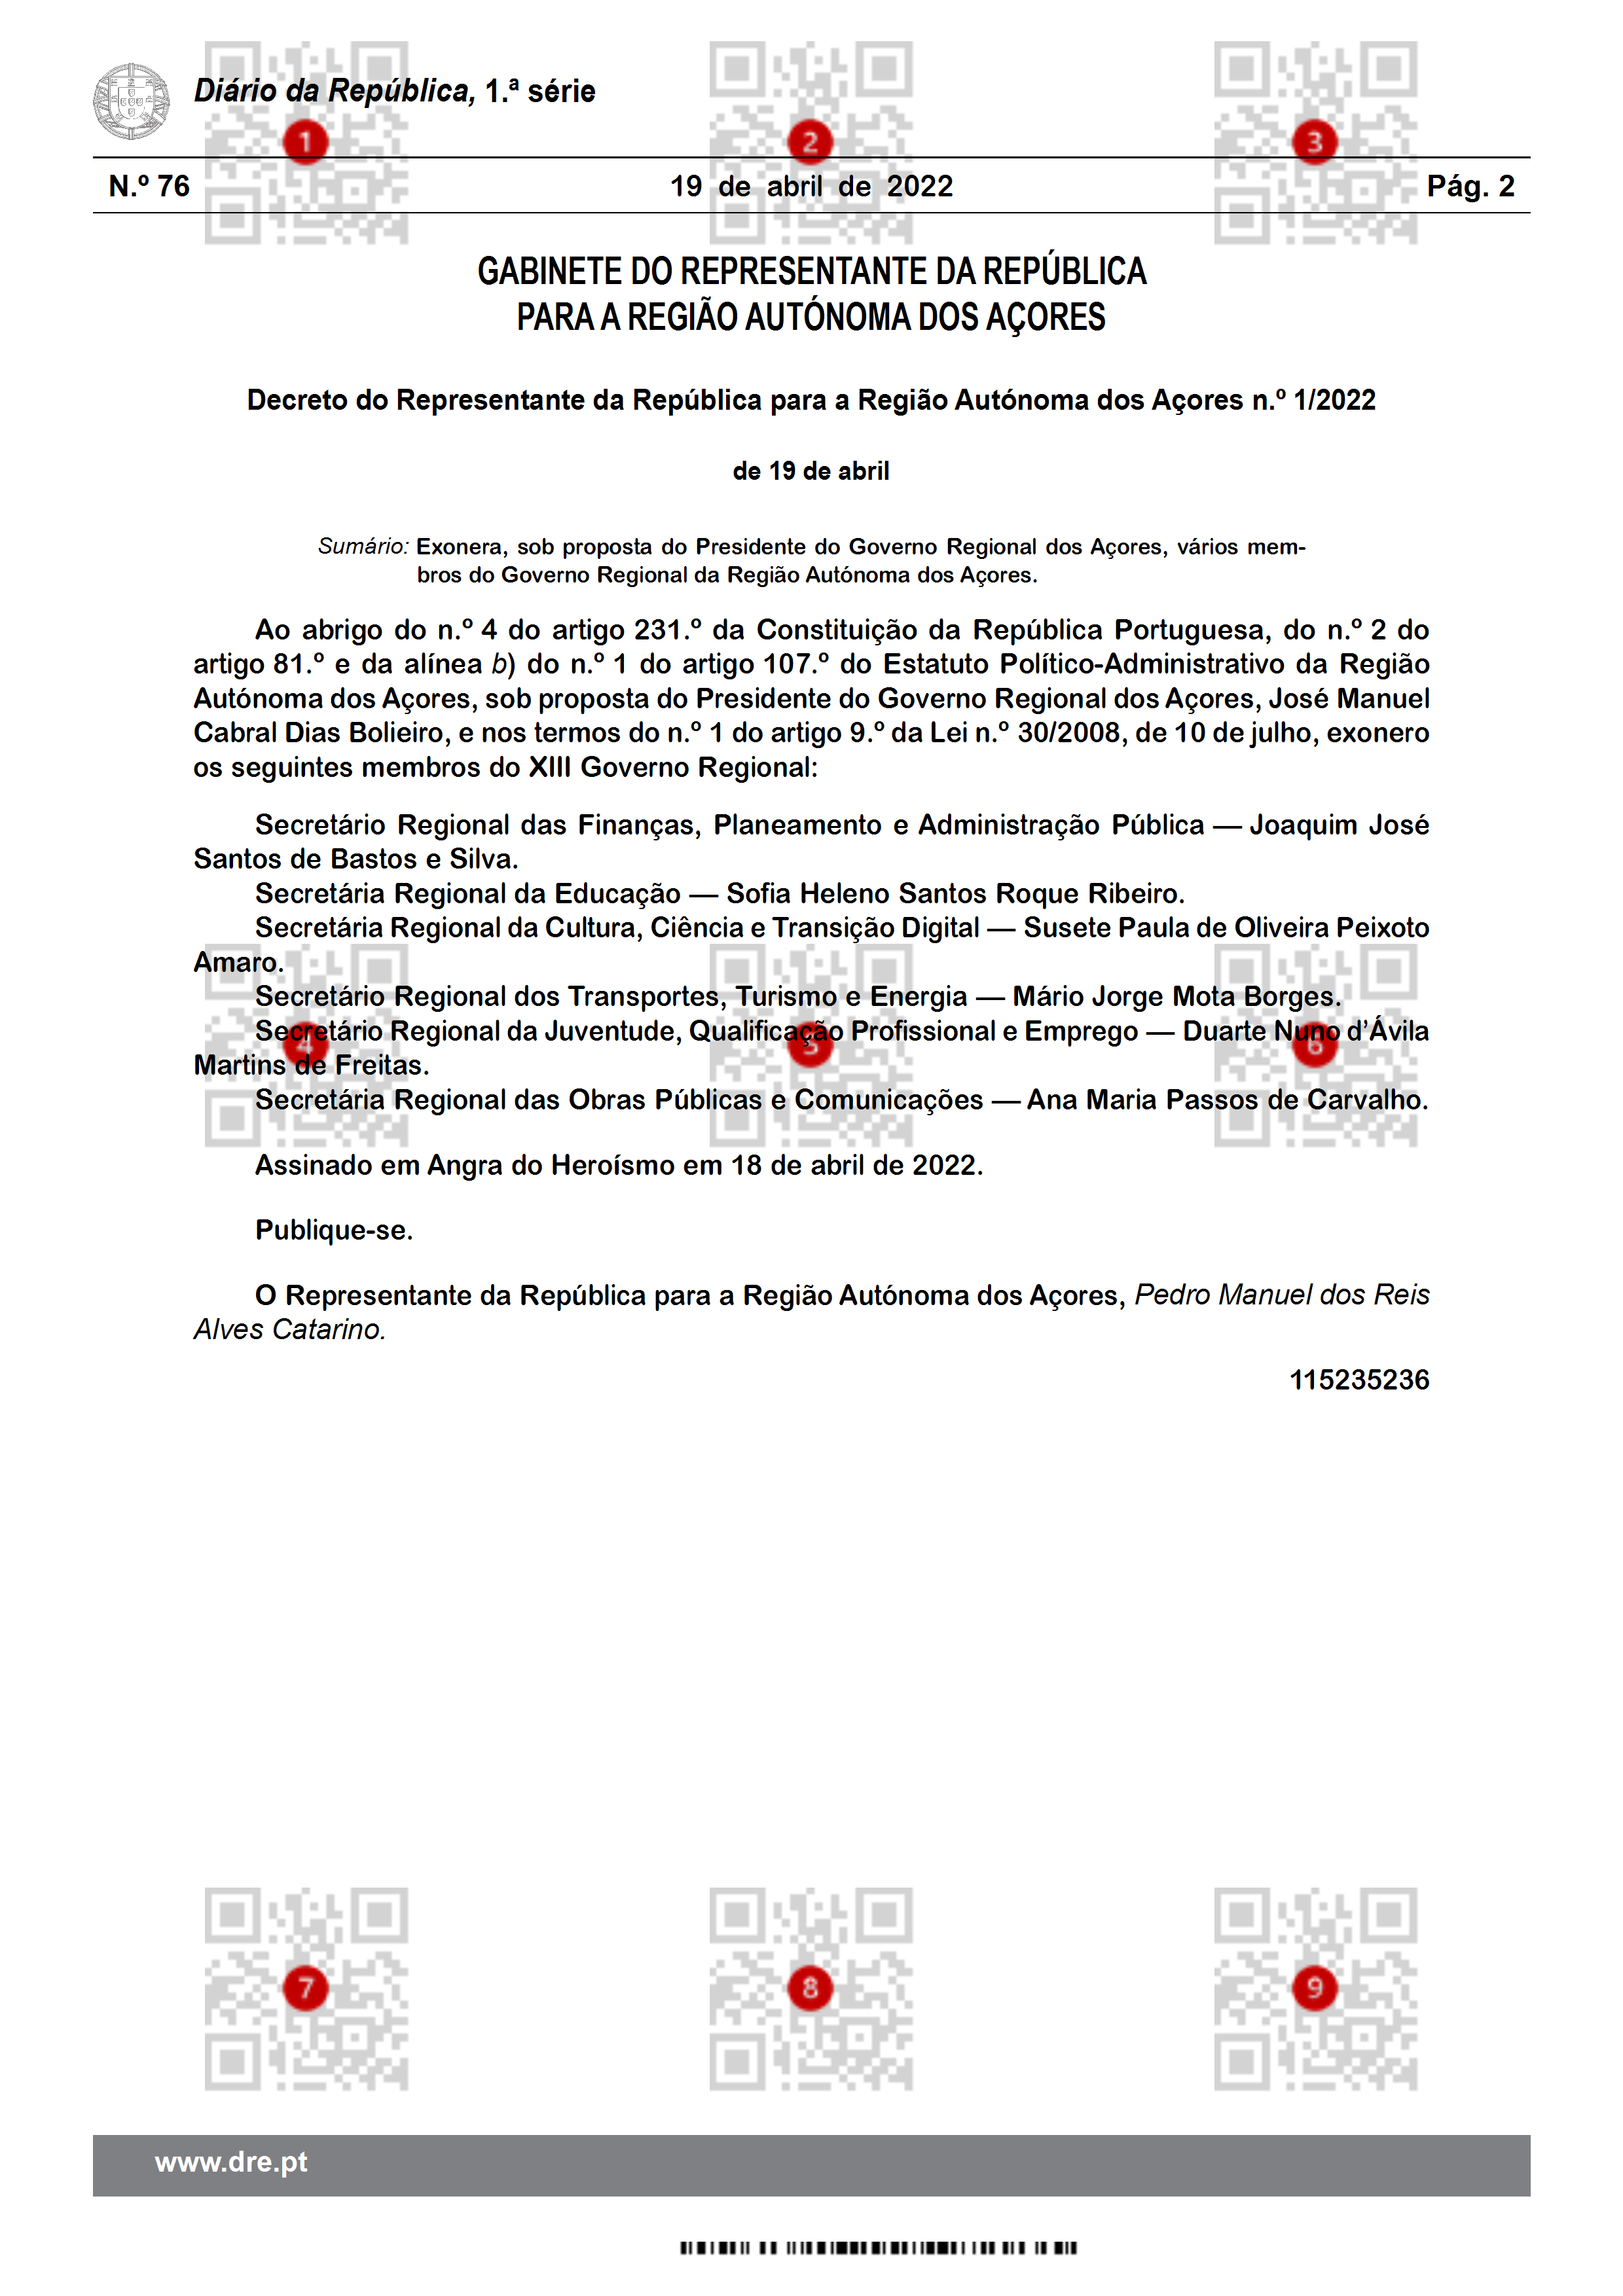 Diário da República, 1.ª série
N.º 76 19 de abril de 2022 Pág. 2
1 2 3
GABINETE DO REPRESENTANTE DA REPÚBLICA
PARA A REGIÃO AUTÓNOMA DOS AÇORES
Decreto do Representante da República para a Região Autónoma dos Açores n.º 1/2022
de 19 de abril
Sumário: Exonera, sob proposta do Presidente do Governo Regional dos Açores, vários mem-
bros do Governo Regional da Região Autónoma dos Açores.
Ao abrigo do n.º 4 do artigo 231.º da Constituição da República Portuguesa, do n.º 2 do
artigo 81.º e da alínea b) do n.º 1 do artigo 107.º do Estatuto Político-Administrativo da Região
Autónoma dos Açores, sob proposta do Presidente do Governo Regional dos Açores, José Manuel
Cabral Dias Bolieiro, e nos termos do n.º 1 do artigo 9.º da Lei n.º 30/2008, de 10 de julho, exonero
os seguintes membros do XIII Governo Regional:
Secretário Regional das Finanças, Planeamento e Administração Pública — Joaquim José
Santos de Bastos e Silva.
Secretária Regional da Educação — Sofia Heleno Santos Roque Ribeiro.
Secretária Regional da Cultura, Ciência e Transição Digital — Susete Paula de Oliveira Peixoto
Amaro.
Secretário Regional dos Transportes, Turismo e Energia — Mário Jorge Mota Borges.
Secretário Regional da Juventude, Qualificação Profissional e Emprego — Duarte Nuno d’Ávila
4 5 6
Martins de Freitas.
Secretária Regional das Obras Públicas e Comunicações — Ana Maria Passos de Carvalho.
Assinado em Angra do Heroísmo em 18 de abril de 2022.
Publique-se.
O Representante da República para a Região Autónoma dos Açores, Pedro Manuel dos Reis
Alves Catarino.
115235236
7 8 9
www.dre.pt